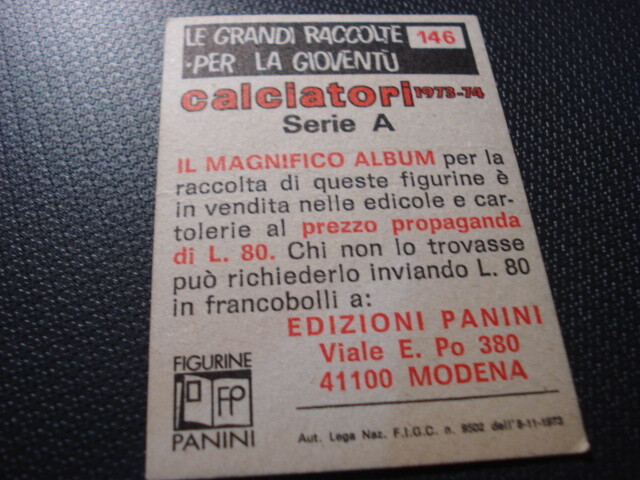 LE GRANDI RACCOLTE 146
PER LA GIOVENTÙ
calciatori 1973-74
Serie A
IL MAGNIFICO ALBUM per la
raccolta di queste figurine è
in vendita nelle edicole e car-
tolerie al prezzo propaganda
di L. 80. Chi non lo trovasse
può richiederlo inviando L. 80
in francobolli a:
EDIZIONI PANINI
Viale E. Po 380
41100 MODENA
FIGURINE
FP
PANINI
Aut. Lega Naz. F.I.G.C. n. 9502 dell'8-11-1973